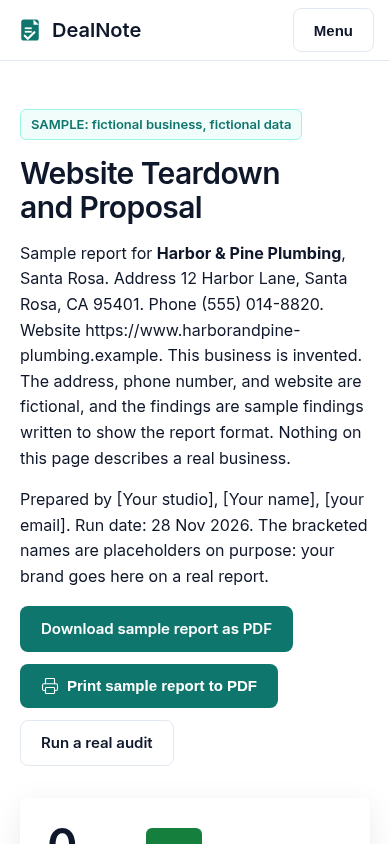 DealNote
Menu
SAMPLE: fictional business, fictional data
Website Teardown
and Proposal
Sample report for Harbor & Pine Plumbing,
Santa Rosa. Address 12 Harbor Lane, Santa
Rosa, CA 95401. Phone (555) 014-8820.
Website https://www.harborandpine-
plumbing.example. This business is invented.
The address, phone number, and website are
fictional, and the findings are sample findings
written to show the report format. Nothing on
this page describes a real business.
Prepared by [Your studio], [Your name], [your
email]. Run date: 28 Nov 2026. The bracketed
names are placeholders on purpose: your
brand goes here on a real report.
Download sample report as PDF
Print sample report to PDF
Run a real audit